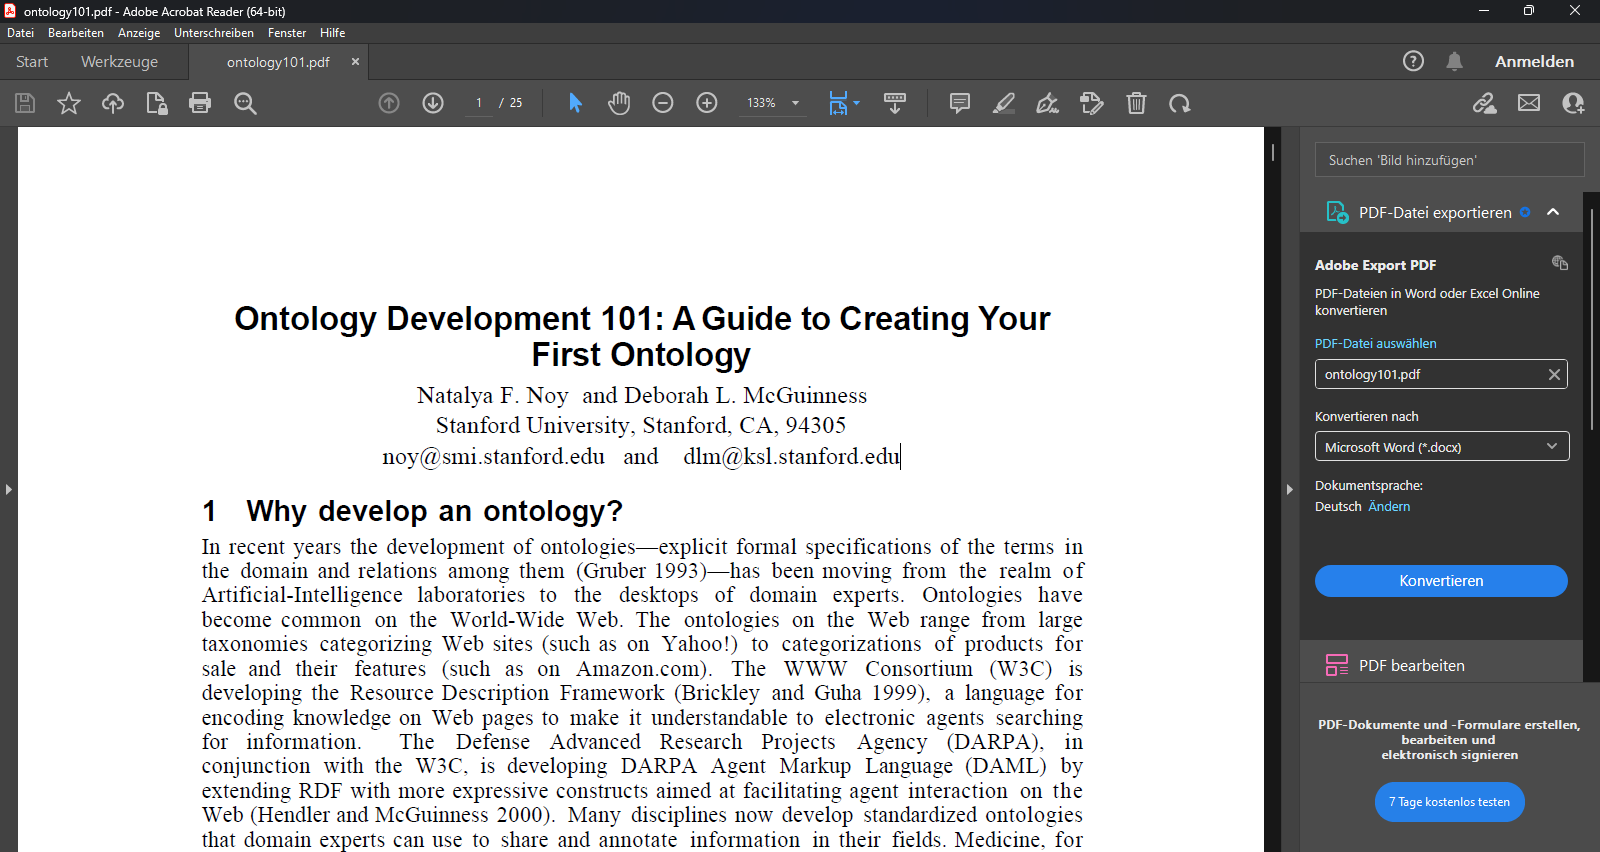 ontology101.pdf - Adobe Acrobat Reader (64-bit)
Datei Bearbeiten Anzeige Unterschreiben Fenster Hilfe
Start Werkzeuge ontology101.pdf Anmelden
1 / 25 133%
Ontology Development 101: A Guide to Creating Your
First Ontology
Natalya F. Noy and Deborah L. McGuinness
Stanford University, Stanford, CA, 94305
noy@smi.stanford.edu and dlm@ksl.stanford.edu
1 Why develop an ontology?
In recent years the development of ontologies—explicit formal specifications of the terms in
the domain and relations among them (Gruber 1993)—has been moving from the realm of
Artificial-Intelligence laboratories to the desktops of domain experts. Ontologies have
become common on the World-Wide Web. The ontologies on the Web range from large
taxonomies categorizing Web sites (such as on Yahoo!) to categorizations of products for
sale and their features (such as on Amazon.com). The WWW Consortium (W3C) is
developing the Resource Description Framework (Brickley and Guha 1999), a language for
encoding knowledge on Web pages to make it understandable to electronic agents searching
for information. The Defense Advanced Research Projects Agency (DARPA), in
conjunction with the W3C, is developing DARPA Agent Markup Language (DAML) by
extending RDF with more expressive constructs aimed at facilitating agent interaction on the
Web (Hendler and McGuinness 2000). Many disciplines now develop standardized ontologies
that domain experts can use to share and annotate information in their fields. Medicine, for
Suchen 'Bild hinzufügen'
PDF-Datei exportieren
Adobe Export PDF
PDF-Dateien in Word oder Excel Online
konvertieren
PDF-Datei auswählen
ontology101.pdf
Konvertieren nach
Microsoft Word (*.docx)
Dokumentsprache:
Deutsch Ändern
Konvertieren
PDF bearbeiten
PDF-Dokumente und -Formulare erstellen,
bearbeiten und
elektronisch signieren
7 Tage kostenlos testen